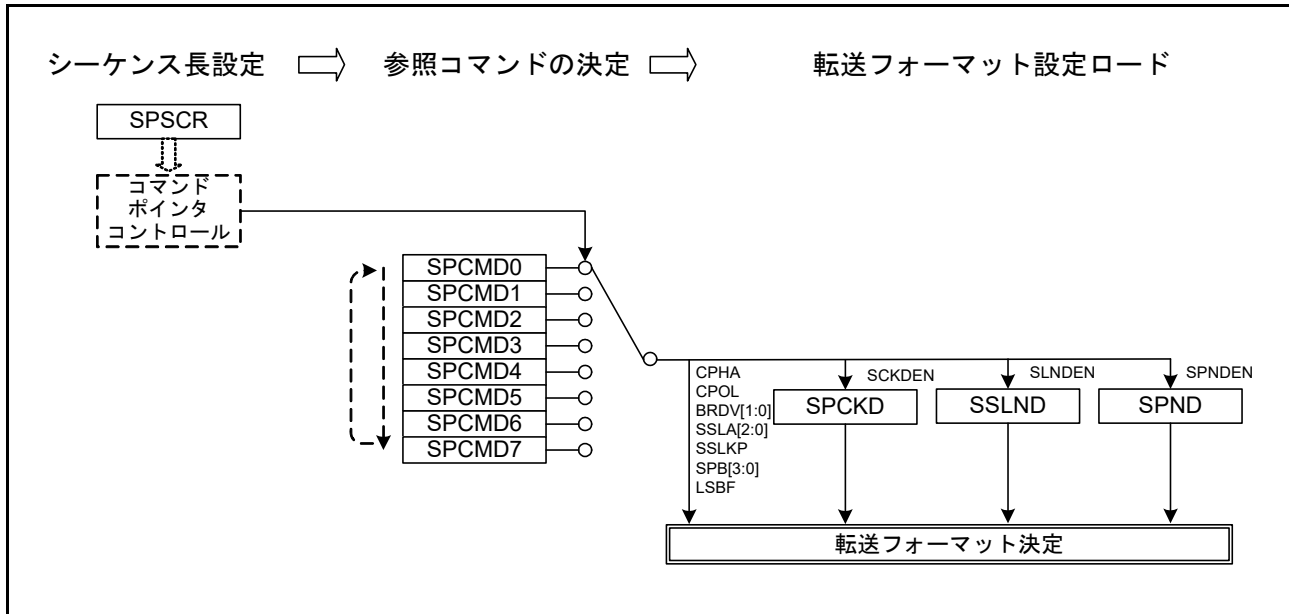 シーケンス長設定
参照コマンドの決定
転送フォーマット設定ロード
SPSCR
コマンド
ポインタ
コントロール
SPCMD0
SPCMD1
SPCMD2
SPCMD3
SPCMD4
SPCMD5
SPCMD6
SPCMD7
CPHA
CPOL
BRDV[1:0]
SSLA[2:0]
SSLKP
SPB[3:0]
LSBF
SCKDEN
SPCKD
SLNDEN
SSLND
SPNDEN
SPND
転送フォーマット決定